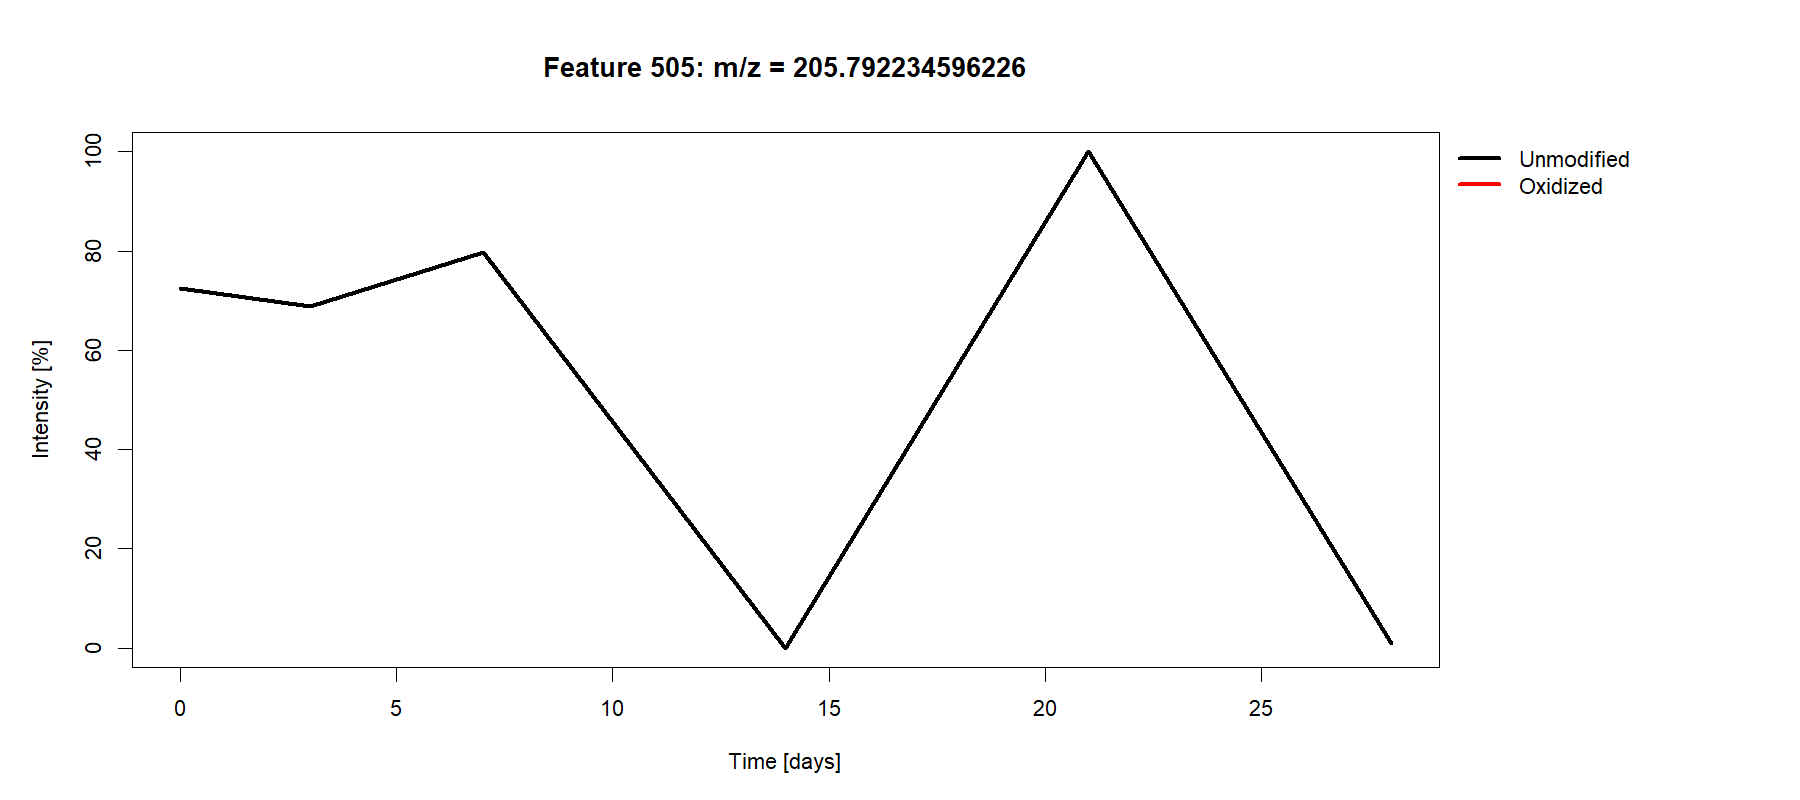 Feature 505: m/z = 205.792234596226
Unmodified
Oxidized
Intensity [%]
100
80
60
40
20
0
0 5 10 15 20 25
Time [days]